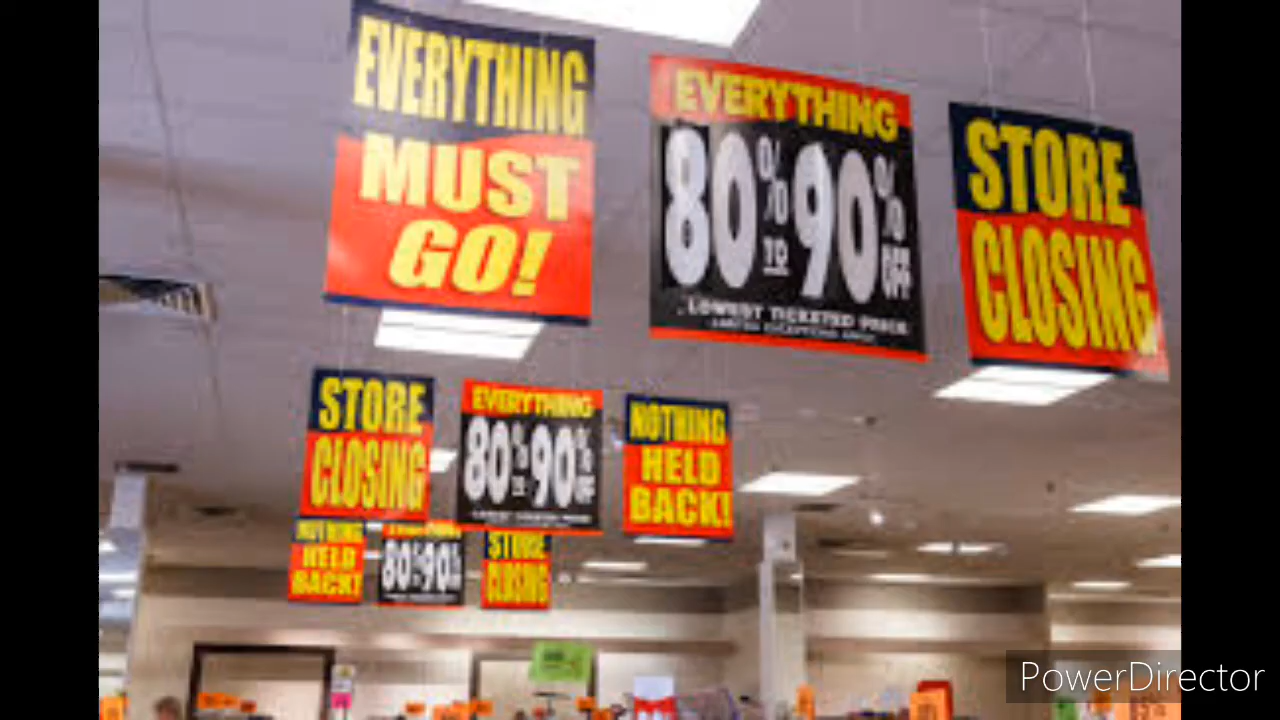 EVERYTHING
MUST
GO!
EVERYTHING
80% TO 90% OFF
LOWEST TICKETED PRICE
STORE
CLOSING
STORE
CLOSING
EVERYTHING
80% TO 90% OFF
NOTHING
HELD
BACK!
NOTHING
HELD
BACK!
EVERYTHING
80% 90%
STORE
CLOSING
PowerDirector